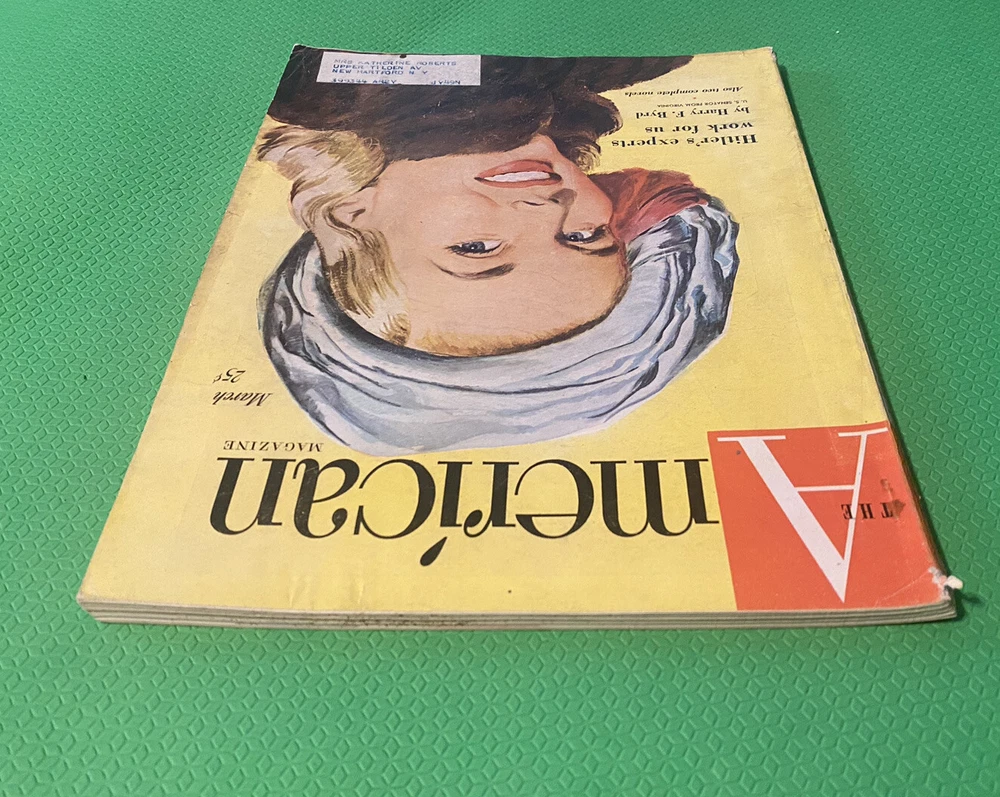 THE
American
MAGAZINE
March
25¢
Hitler's experts
work for us
by Harry F. Byrd
U. S. SENATOR FROM VIRGINIA
Also two complete novels
MRS KATHERINE ROBERTS
UPPER TILDEN AV
NEW HARTFORD N Y